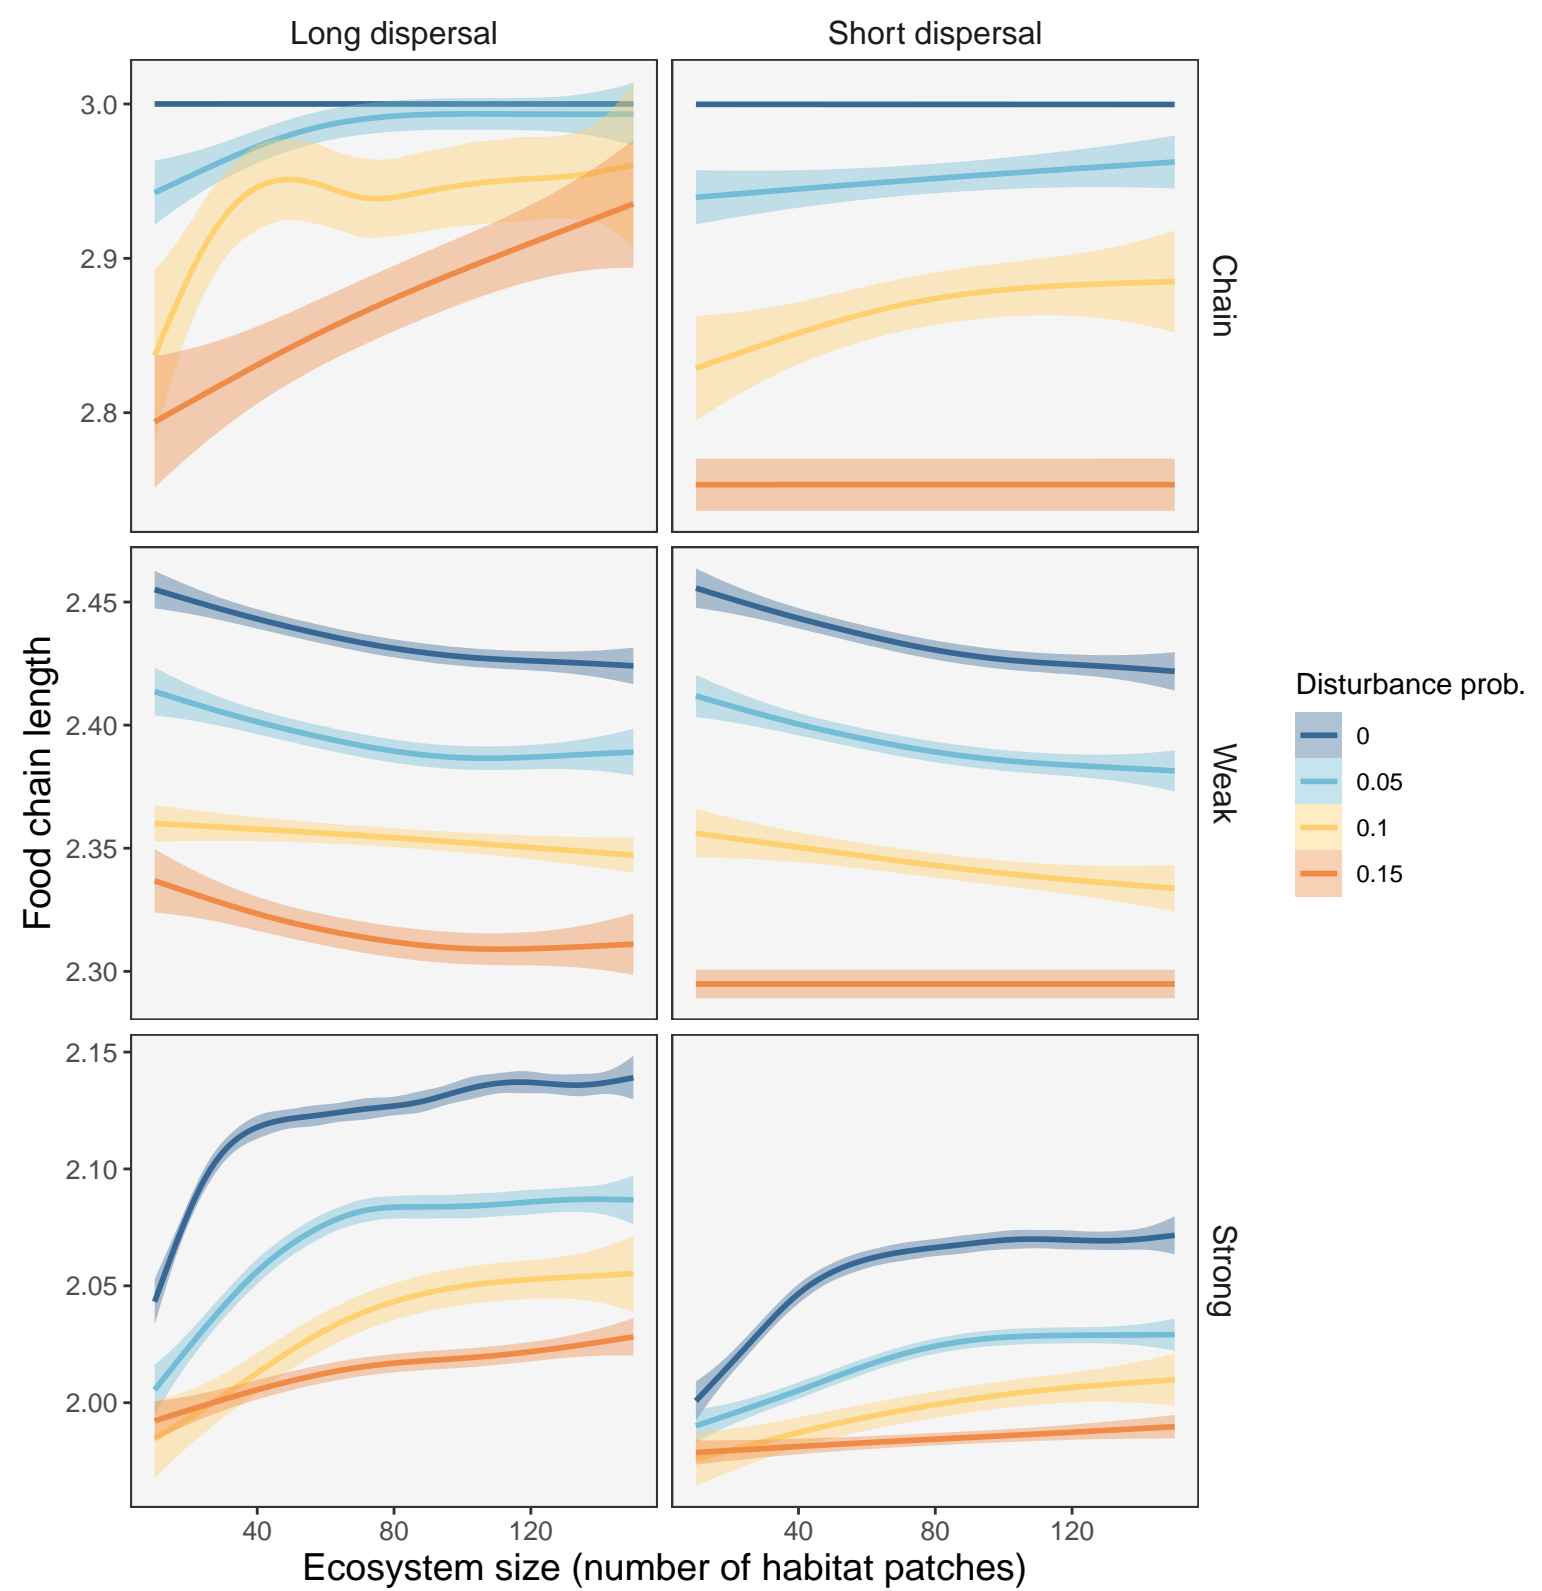 Long dispersal
Short dispersal
3.0
2.9
2.8
Chain
2.45
2.40
2.35
2.30
Weak
2.15
2.10
2.05
2.00
Strong
40
80
120
40
80
120
Food chain length
Ecosystem size (number of habitat patches)
Disturbance prob.
0
0.05
0.1
0.15